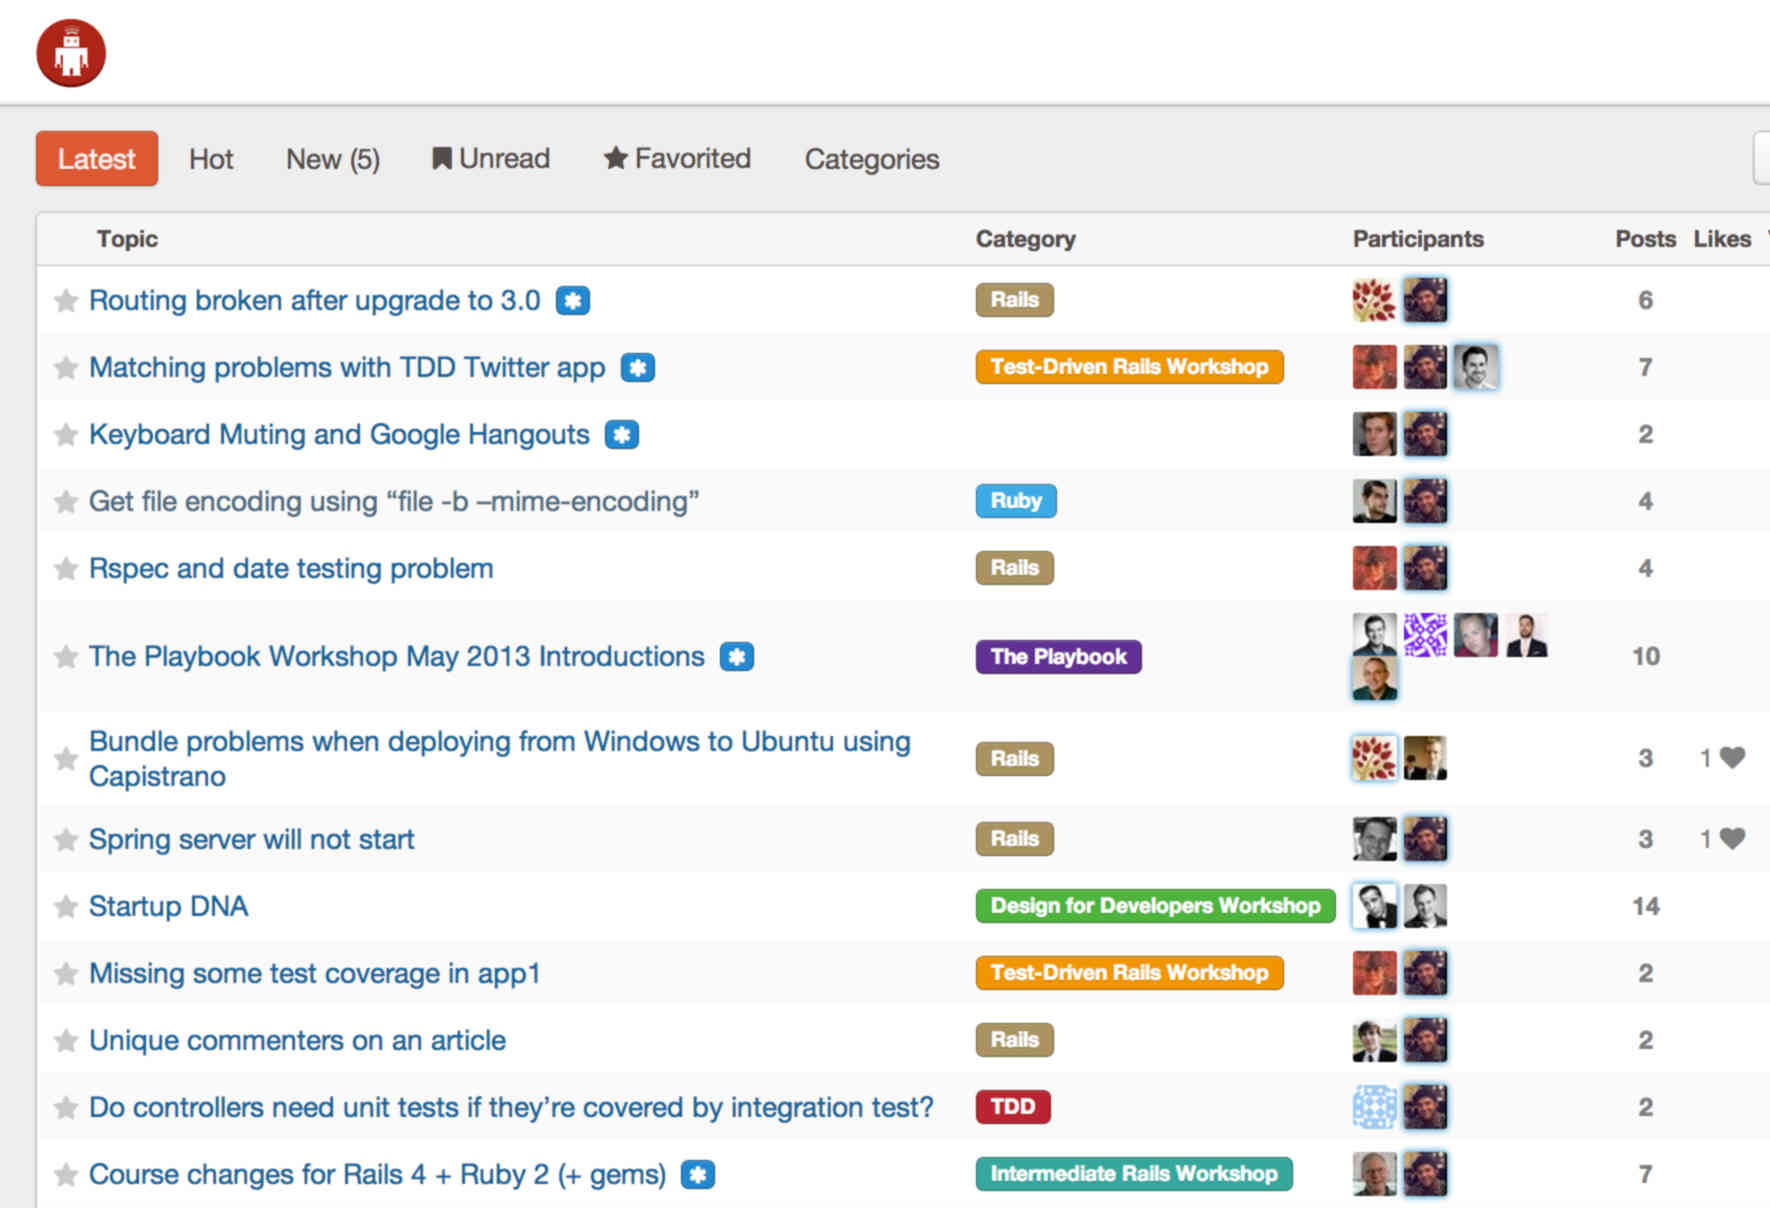 Latest Hot New (5) Unread Favorited Categories
Topic Category Participants Posts Likes
Routing broken after upgrade to 3.0 * Rails 6
Matching problems with TDD Twitter app * Test-Driven Rails Workshop 7
Keyboard Muting and Google Hangouts * 2
Get file encoding using “file -b –mime-encoding” Ruby 4
Rspec and date testing problem Rails 4
The Playbook Workshop May 2013 Introductions * The Playbook 10
Bundle problems when deploying from Windows to Ubuntu using
Capistrano Rails 3 1
Spring server will not start Rails 3 1
Startup DNA Design for Developers Workshop 14
Missing some test coverage in app1 Test-Driven Rails Workshop 2
Unique commenters on an article Rails 2
Do controllers need unit tests if they’re covered by integration test? TDD 2
Course changes for Rails 4 + Ruby 2 (+ gems) * Intermediate Rails Workshop 7